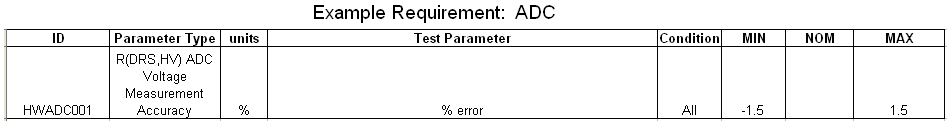 Example Requirement: ADC
ID Parameter Type units Test Parameter Condition MIN NOM MAX
R(DRS,HV) ADC
Voltage
Measurement
HWADC001 Accuracy % % error All -1.5 1.5